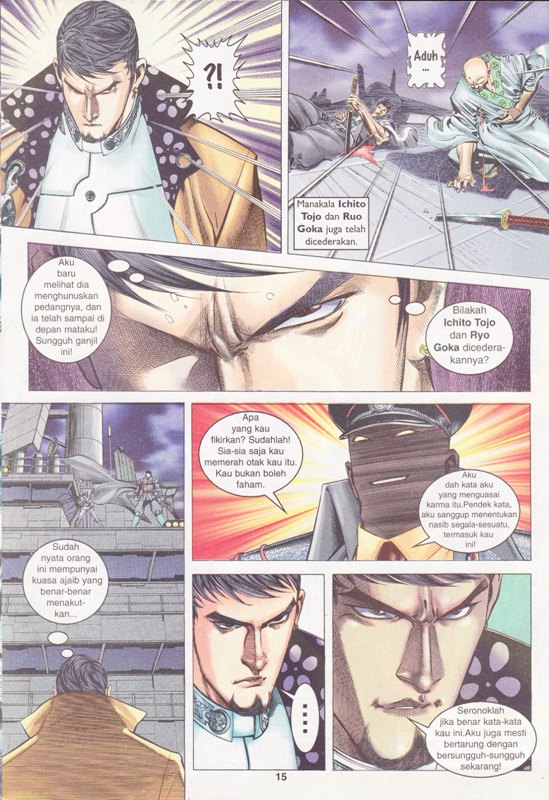 ?!
Aduh
...
Manakala Ichito
Tojo dan Ruo
Goka juga telah
dicederakan.
Aku
baru
melihat dia
menghunuskan
pedangnya, dan
ia telah sampai di
depan mataku!
Sungguh ganjil
ini!
Bilakah
Ichito Tojo
dan Ryo
Goka dicedera-
kannya?
Apa
yang kau
fikirkan? Sudahlah!
Sia-sia saja kau
memerah otak kau itu.
Kau bukan boleh
faham.
Aku
dah kata aku
yang menguasai
karma itu.Pendek kata,
aku sanggup menentukan
nasib segala-sesuatu,
termasuk kau
ini!
Sudah
nyata orang
ini mempunyai
kuasa ajaib yang
benar-benar
menakut-
kan...
....
Seronoklah
jika benar kata-kata
kau ini.Aku juga mesti
bertarung dengan
bersungguh-sungguh
sekarang!
15